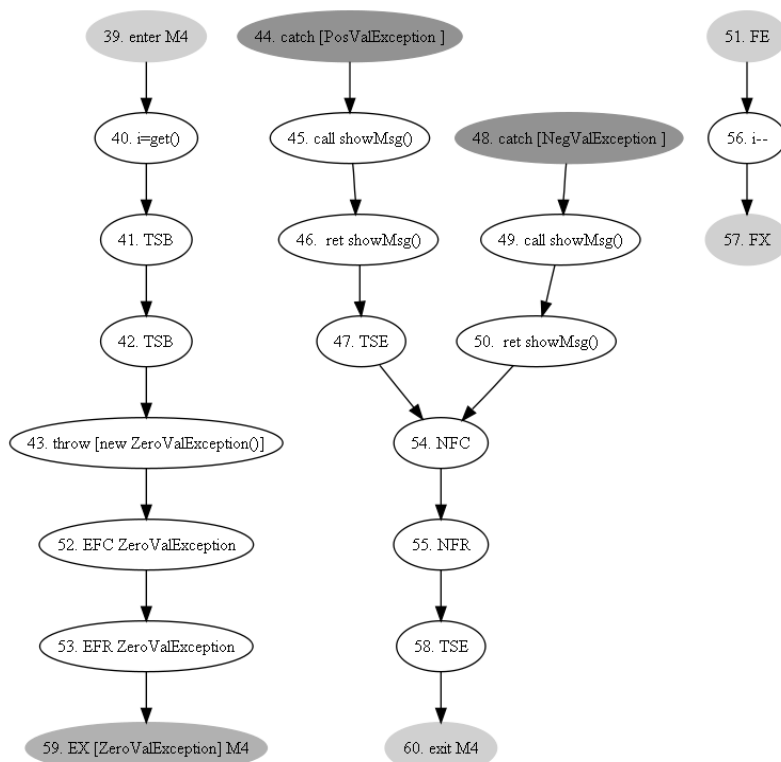 39. enter M4
44. catch [PosValException ]
51. FE
40. i=get()
45. call showMsg()
48. catch [NegValException ]
56. i--
41. TSB
46. ret showMsg()
49. call showMsg()
57. FX
42. TSB
47. TSE
50. ret showMsg()
43. throw [new ZeroValException()]
54. NFC
52. EFC ZeroValException
55. NFR
53. EFR ZeroValException
58. TSE
59. EX [ZeroValException] M4
60. exit M4